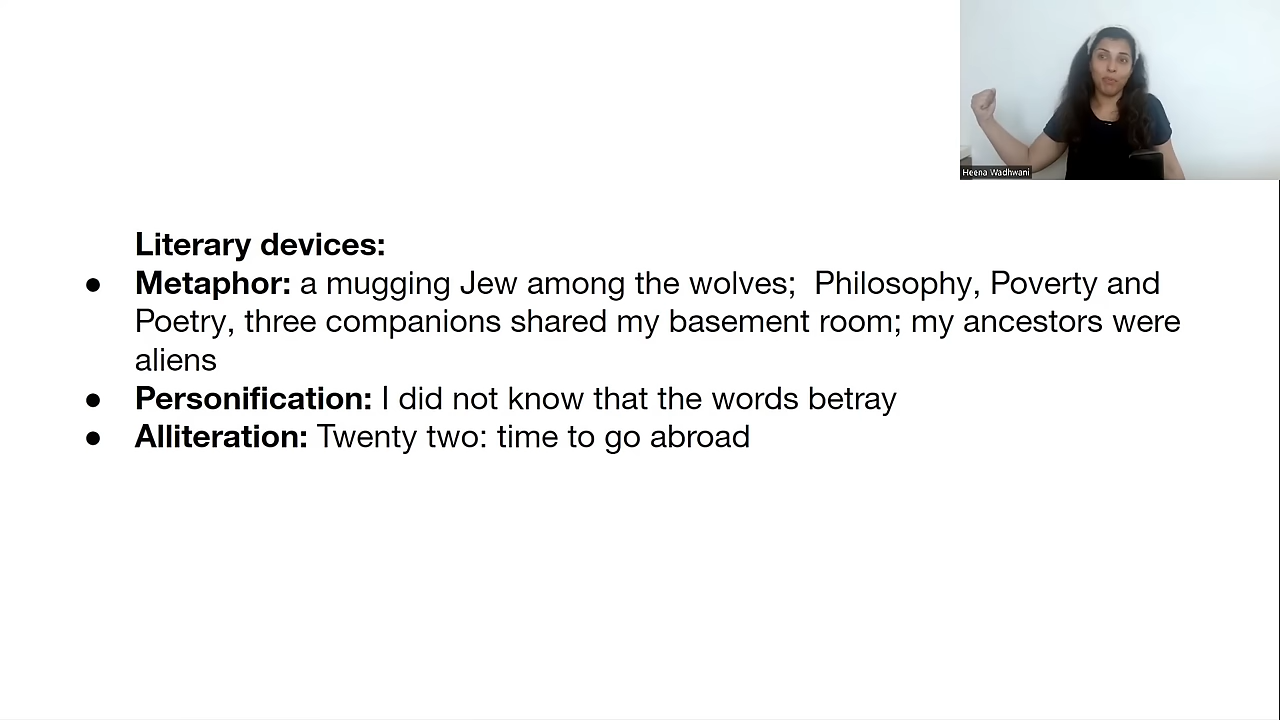 Heena Wadhwani
Literary devices:
● Metaphor: a mugging Jew among the wolves;  Philosophy, Poverty and
Poetry, three companions shared my basement room; my ancestors were
aliens
● Personification: I did not know that the words betray
● Alliteration: Twenty two: time to go abroad